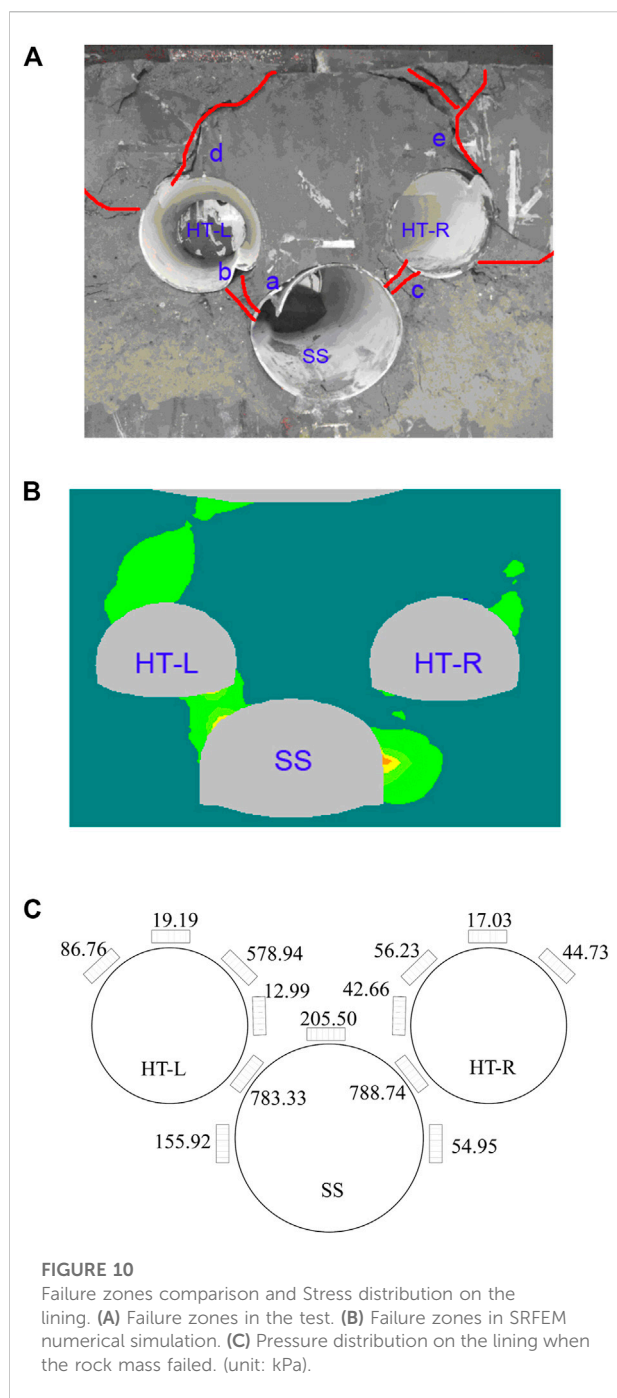 A
d
e
HT-L
HT-R
b
a
c
SS
B
HT-L
HT-R
SS
C
19.19
17.03
86.76
578.94
56.23
44.73
12.99
42.66
205.50
HT-L
HT-R
783.33
788.74
155.92
54.95
SS
FIGURE 10
Failure zones comparison and Stress distribution on the
lining. (A) Failure zones in the test. (B) Failure zones in SRFEM
numerical simulation. (C) Pressure distribution on the lining when
the rock mass failed. (unit: kPa).